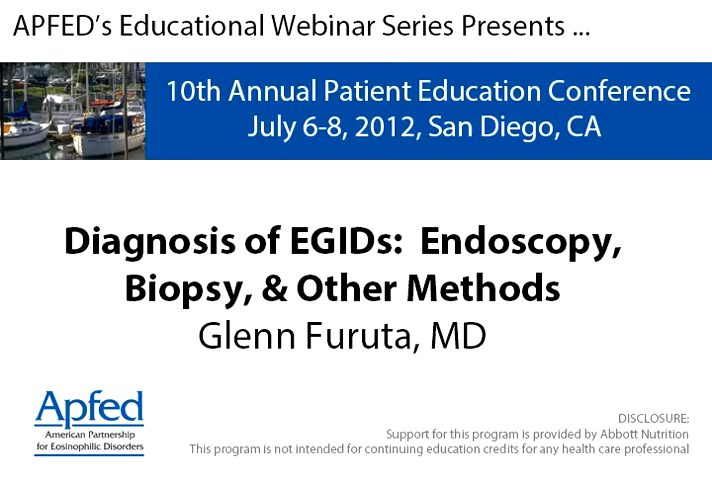 APFED's Educational Webinar Series Presents ...
10th Annual Patient Education Conference
July 6-8, 2012, San Diego, CA
Diagnosis of EGIDs: Endoscopy,
Biopsy, & Other Methods
Glenn Furuta, MD
Apfed
American Partnership
for Eosinophilic Disorders
DISCLOSURE:
Support for this program is provided by Abbott Nutrition
This program is not intended for continuing education credits for any health care professional